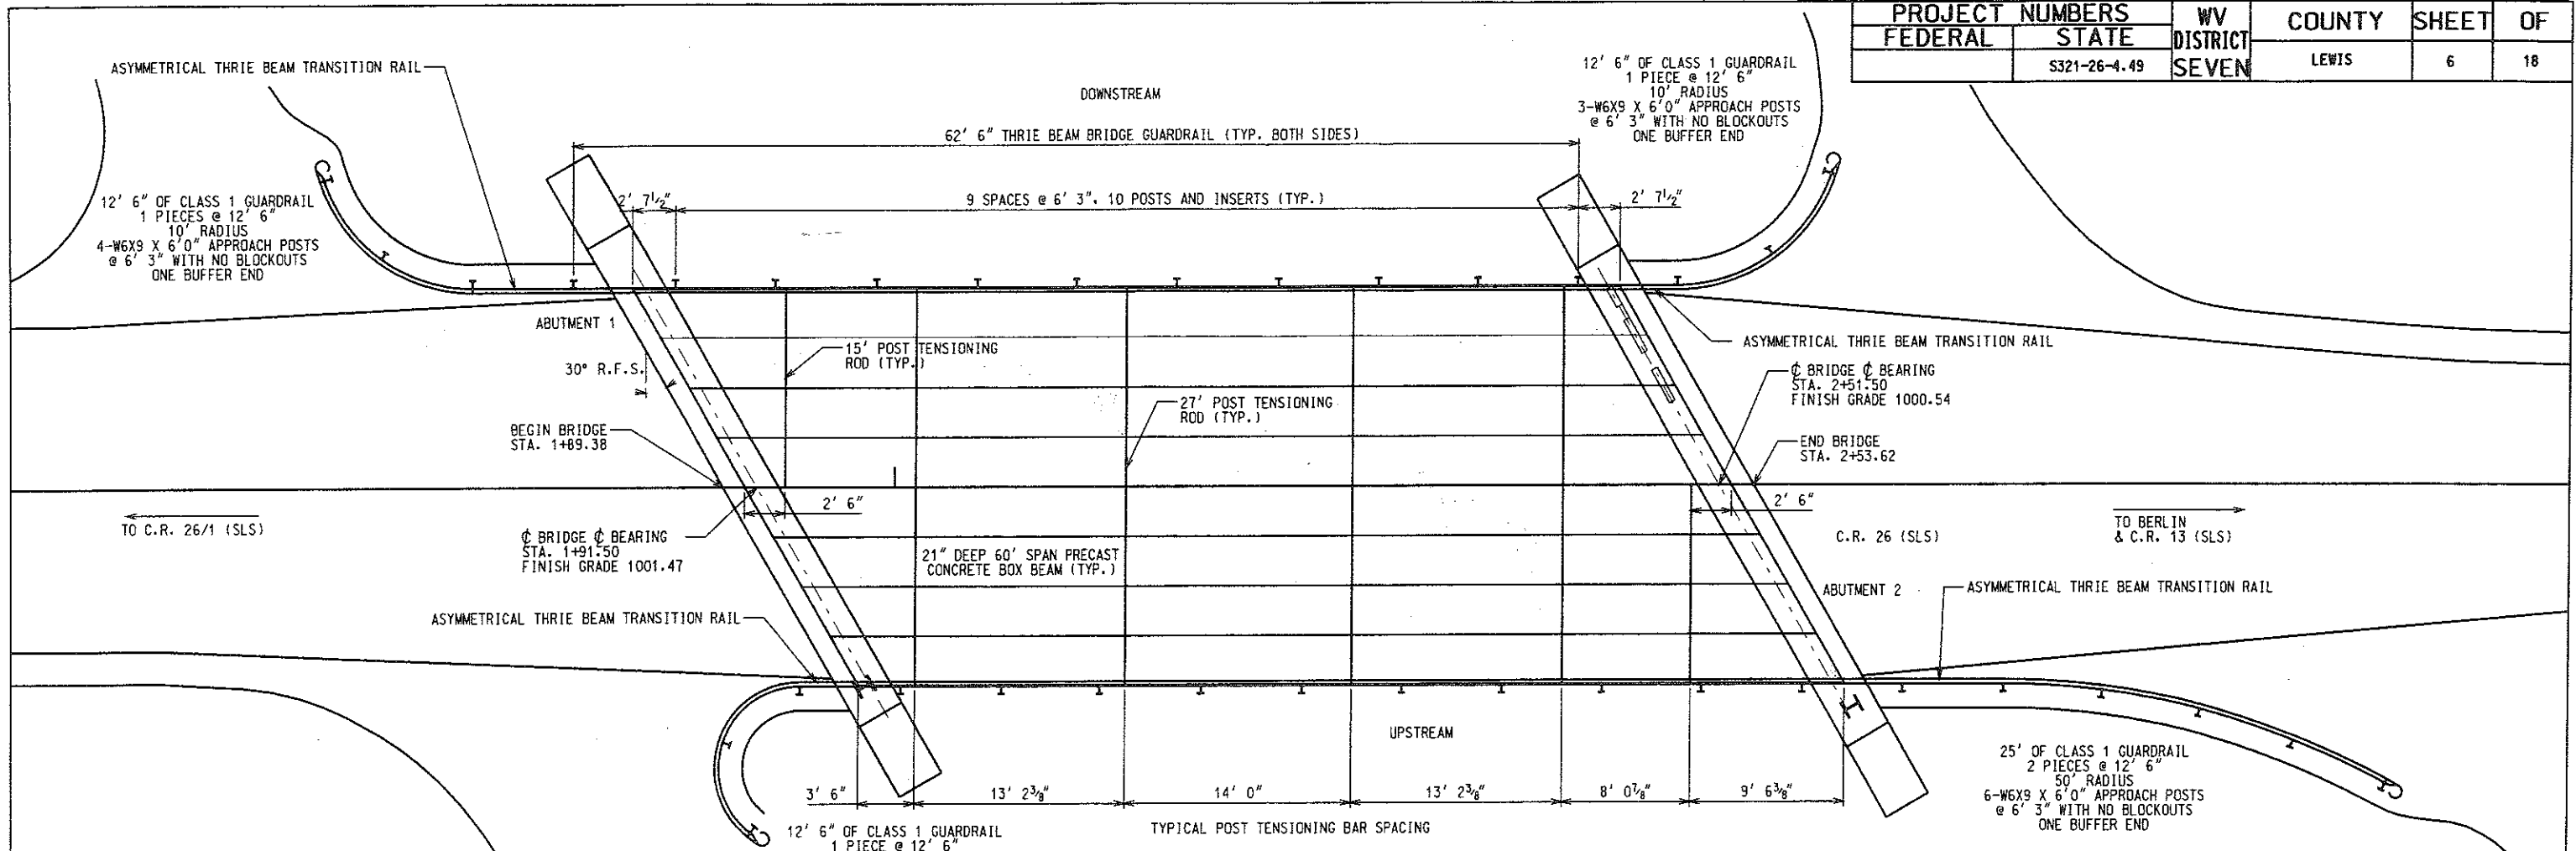 PROJECT NUMBERS
FEDERAL
STATE
WV
DISTRICT
SEVEN
COUNTY
SHEET
OF
S321-26-4.49
LEWIS
6
18
ASYMMETRICAL THRIE BEAM TRANSITION RAIL
DOWNSTREAM
62' 6" THRIE BEAM BRIDGE GUARDRAIL (TYP. BOTH SIDES)
12' 6" OF CLASS 1 GUARDRAIL
1 PIECE @ 12' 6"
10' RADIUS
3-W6X9 X 6'0" APPROACH POSTS
@ 6' 3" WITH NO BLOCKOUTS
ONE BUFFER END
12' 6" OF CLASS 1 GUARDRAIL
1 PIECES @ 12' 6"
10' RADIUS
4-W6X9 X 6'0" APPROACH POSTS
@ 6' 3" WITH NO BLOCKOUTS
ONE BUFFER END
2' 7½"
9 SPACES @ 6' 3", 10 POSTS AND INSERTS (TYP.)
2' 7½"
ABUTMENT 1
30° R.F.S.
15' POST TENSIONING
ROD (TYP.)
27' POST TENSIONING
ROD (TYP.)
ASYMMETRICAL THRIE BEAM TRANSITION RAIL
℄ BRIDGE ℄ BEARING
STA. 2+51.50
FINISH GRADE 1000.54
BEGIN BRIDGE
STA. 1+89.38
END BRIDGE
STA. 2+53.62
TO C.R. 26/1 (SLS)
2' 6"
℄ BRIDGE ℄ BEARING
STA. 1+91.50
FINISH GRADE 1001.47
21" DEEP 60' SPAN PRECAST
CONCRETE BOX BEAM (TYP.)
2' 6"
C.R. 26 (SLS)
TO BERLIN
& C.R. 13 (SLS)
ABUTMENT 2
ASYMMETRICAL THRIE BEAM TRANSITION RAIL
ASYMMETRICAL THRIE BEAM TRANSITION RAIL
UPSTREAM
25' OF CLASS 1 GUARDRAIL
2 PIECES @ 12' 6"
50' RADIUS
6-W6X9 X 6'0" APPROACH POSTS
@ 6' 3" WITH NO BLOCKOUTS
ONE BUFFER END
3' 6"
13' 2⅜"
14' 0"
13' 2⅜"
8' 0⅞"
9' 6⅜"
TYPICAL POST TENSIONING BAR SPACING
12' 6" OF CLASS 1 GUARDRAIL
1 PIECE @ 12' 6"